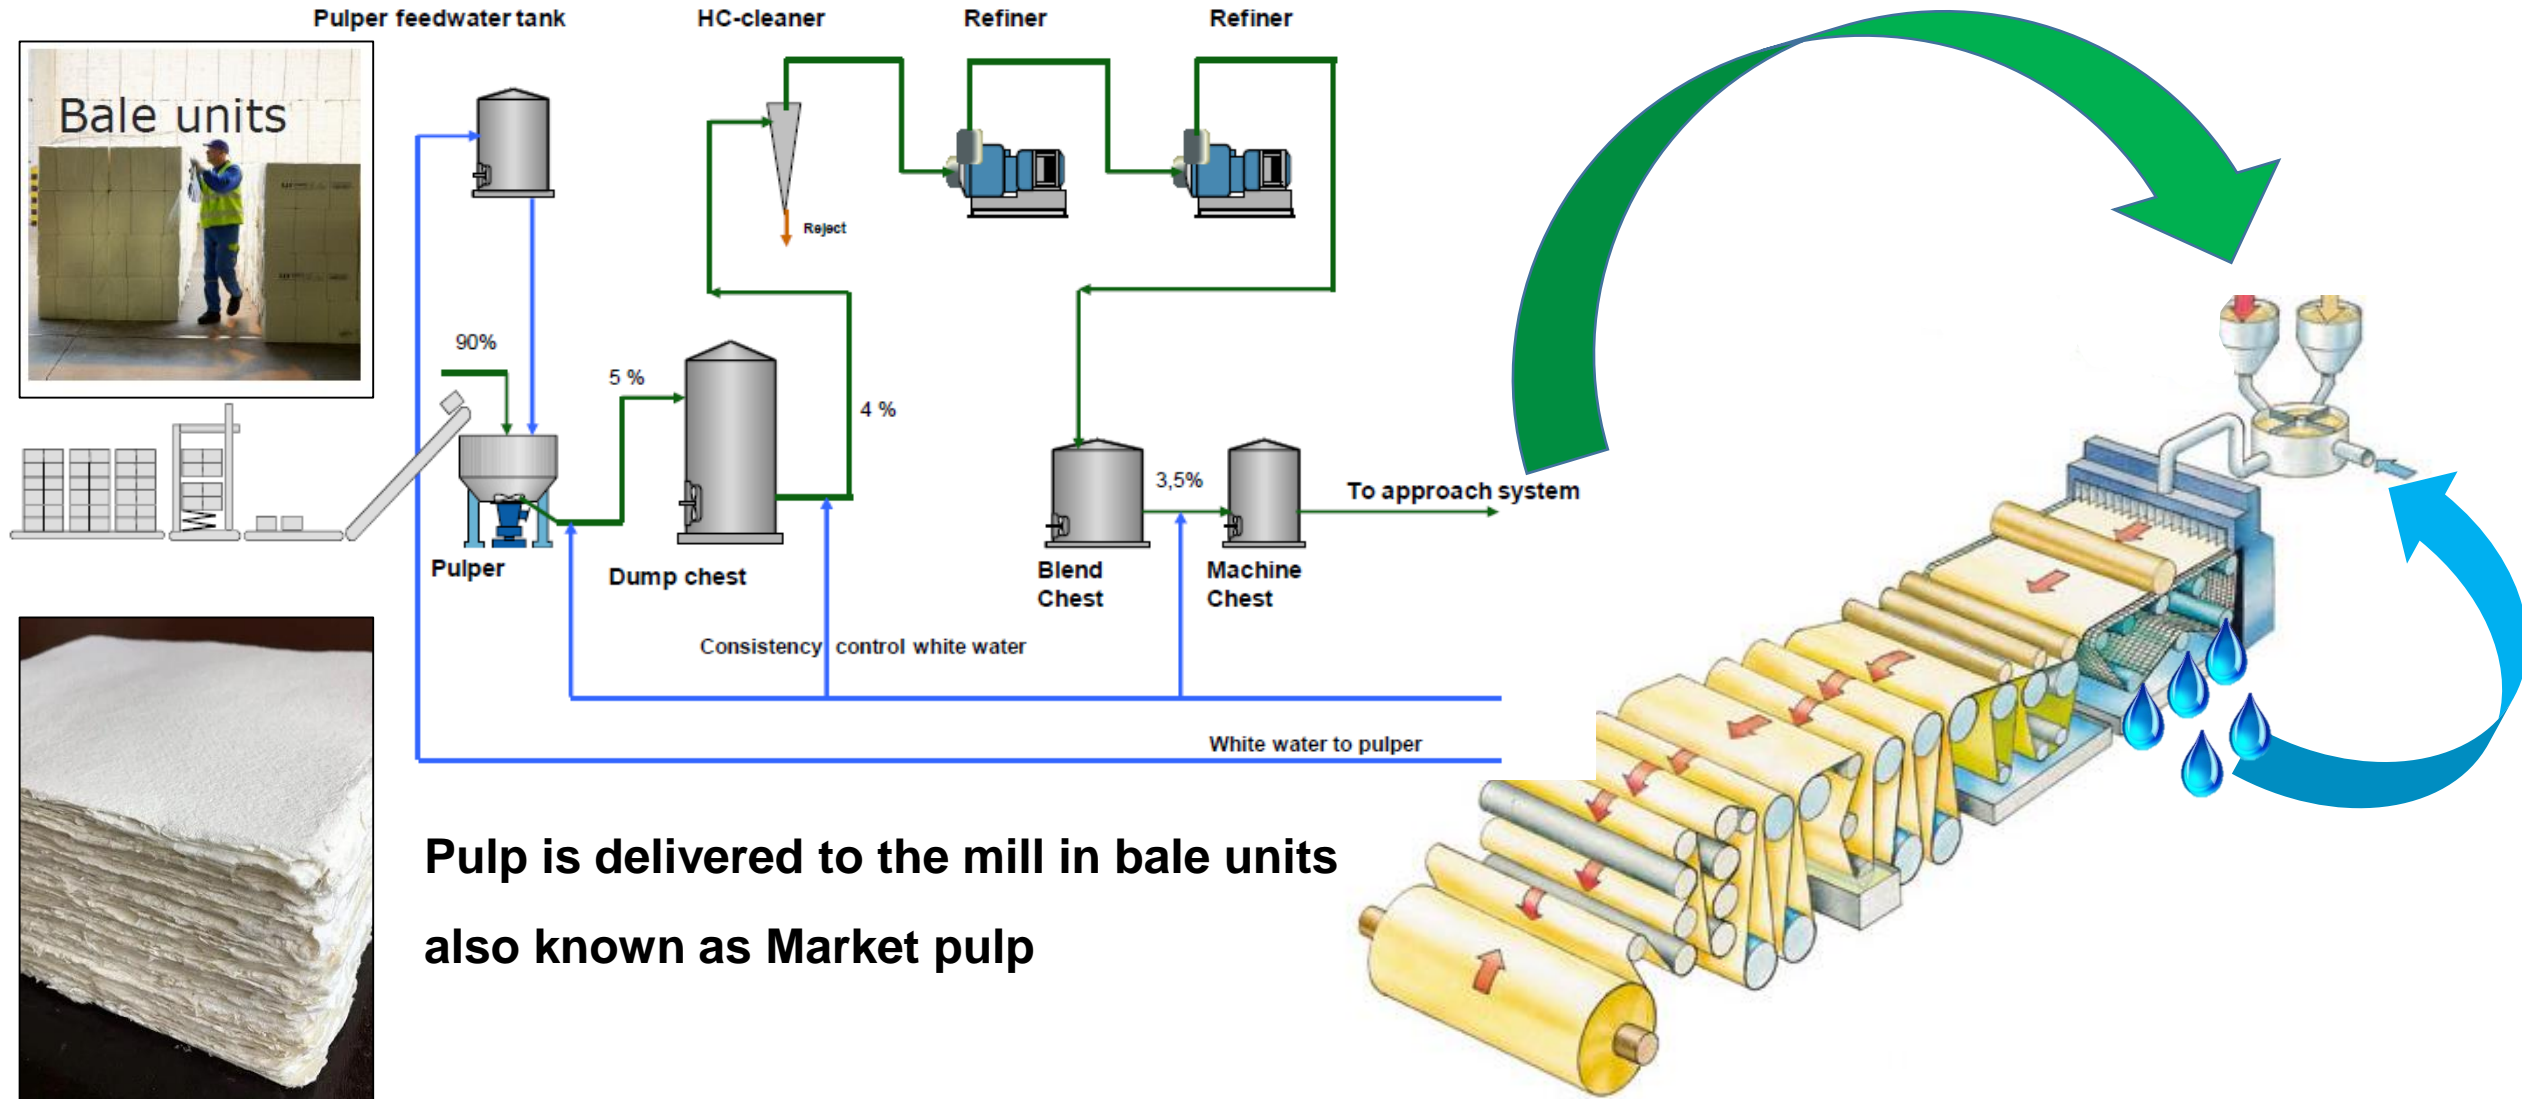 Pulper feedwater tank
HC-cleaner
Refiner
Refiner
Bale units
Reject
90%
5 %
4 %
3,5%
To approach system
Pulper
Dump chest
Blend
Chest
Machine
Chest
Consistency control white water
White water to pulper
Pulp is delivered to the mill in bale units
also known as Market pulp